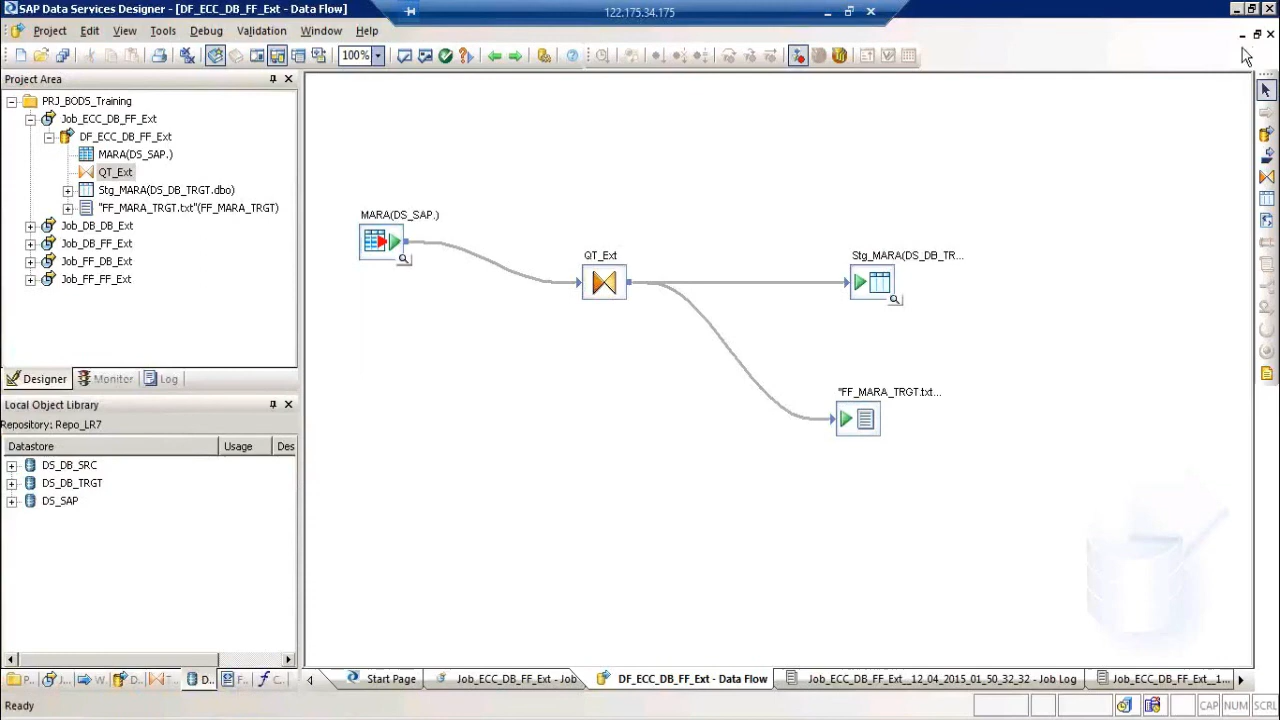 SAP Data Services Designer - [DF_ECC_DB_FF_Ext - Data Flow]
122.175.34.175
Project Edit View Tools Debug Validation Window Help
100%
Project Area
PRJ_BODS_Training
Job_ECC_DB_FF_Ext
DF_ECC_DB_FF_Ext
MARA(DS_SAP.)
QT_Ext
Stg_MARA(DS_DB_TRGT.dbo)
"FF_MARA_TRGT.txt"(FF_MARA_TRGT)
Job_DB_DB_Ext
Job_DB_FF_Ext
Job_FF_DB_Ext
Job_FF_FF_Ext
MARA(DS_SAP.)
QT_Ext
Stg_MARA(DS_DB_TR...
"FF_MARA_TRGT.txt...
Designer Monitor Log
Local Object Library
Repository: Repo_LR7
Datastore Usage Des
DS_DB_SRC
DS_DB_TRGT
DS_SAP
P... J... W D... T... D... F... C...
Start Page Job_ECC_DB_FF_Ext - Job DF_ECC_DB_FF_Ext - Data Flow Job_ECC_DB_FF_Ext__12_04_2015_01_50_32_32 - Job Log Job_ECC_DB_FF_Ext__1...
Ready CAP NUM SCRL